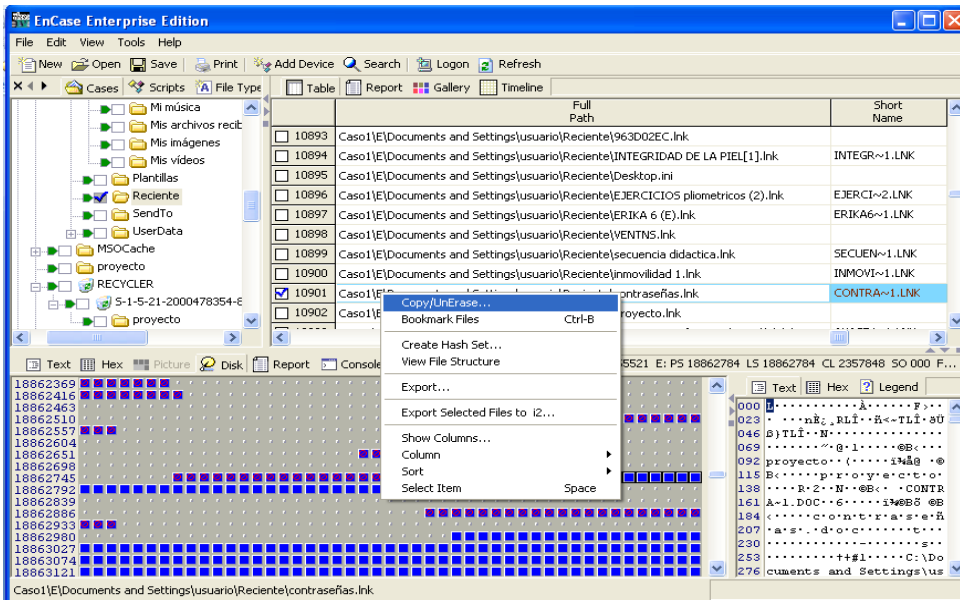 EnCase Enterprise Edition
File Edit View Tools Help
New Open Save Print Add Device Search Logon Refresh
Cases Scripts File Type Table Report Gallery Timeline
Mi música
Mis archivos recib
Mis imágenes
Mis vídeos
Plantillas
Reciente
SendTo
UserData
MSOCache
proyecto
RECYCLER
S-1-5-21-2000478354-8
proyecto
Full Path Short Name
10893 Caso1\E\Documents and Settings\usuario\Reciente\963D02EC.lnk
10894 Caso1\E\Documents and Settings\usuario\Reciente\INTEGRIDAD DE LA PIEL[1].lnk INTEGR~1.LNK
10895 Caso1\E\Documents and Settings\usuario\Reciente\Desktop.ini
10896 Caso1\E\Documents and Settings\usuario\Reciente\EJERCICIOS pliometricos (2).lnk EJERCI~2.LNK
10897 Caso1\E\Documents and Settings\usuario\Reciente\ERIKA 6 (E).lnk ERIKA6~1.LNK
10898 Caso1\E\Documents and Settings\usuario\Reciente\VENTNS.lnk
10899 Caso1\E\Documents and Settings\usuario\Reciente\secuencia didactica.lnk SECUEN~1.LNK
10900 Caso1\E\Documents and Settings\usuario\Reciente\inmovilidad 1.lnk INMOVI~1.LNK
10901 contraseñas.lnk CONTRA~1.LNK
10902 Caso1\E royecto.lnk
Copy/UnErase...
Bookmark Files Ctrl-B
Create Hash Set...
View File Structure
Export...
Export Selected Files to i2...
Show Columns...
Column
Sort
Select Item Space
Text Hex Picture Disk Report Console 55521 E: PS 18862784 LS 18862784 CL 2357848 SO 000 F...
18862369
18862416
18862463
18862510
18862557
18862604
18862651
18862698
18862745
18862792
18862839
18862886
18862933
18862980
18863027
18863074
18863121
Text Hex Legend
000 L
023
046
069
092 proyecto
115 p·r·o·y·e·c·t·o·
138 CONTR
161 A~1.DOC
184 c·o·n·t·r·a·s·e·ñ
207 ·a·s·.·d·o·c·
230
253 C:\Do
276 cuments and Settings\us
Caso1\E\Documents and Settings\usuario\Reciente\contraseñas.lnk